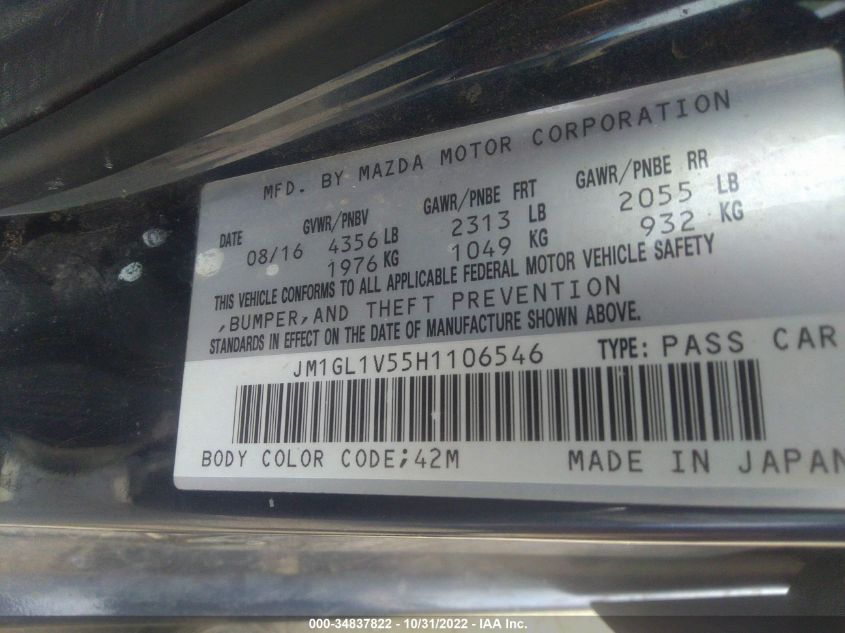 MFD. BY MAZDA MOTOR CORPORATION
DATE GVWR/PNBV GAWR/PNBE FRT GAWR/PNBE RR
08/16 4356 LB 2313 LB 2055 LB
1976 KG 1049 KG 932 KG
THIS VEHICLE CONFORMS TO ALL APPLICABLE FEDERAL MOTOR VEHICLE SAFETY
,BUMPER,AND THEFT PREVENTION
STANDARDS IN EFFECT ON THE DATE OF MANUFACTURE SHOWN ABOVE.
JM1GL1V55H1106546 TYPE: PASS CAR
BODY COLOR CODE;42M MADE IN JAPAN
008 - 34837822 - 10/31/2022 - IAA Inc.